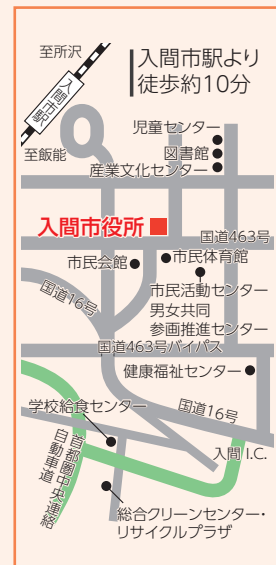 至所沢
入間市駅より
徒歩約10分
入間市駅
至飯能
児童センター
図書館
産業文化センター
入間市役所
国道463号
市民会館
市民体育館
国道16号
市民活動センター
男女共同
参画推進センター
国道463号バイパス
健康福祉センター
学校給食センター
国道16号
入間 I.C.
首都圏中央連絡
自動車道
総合クリーンセンター・
リサイクルプラザ